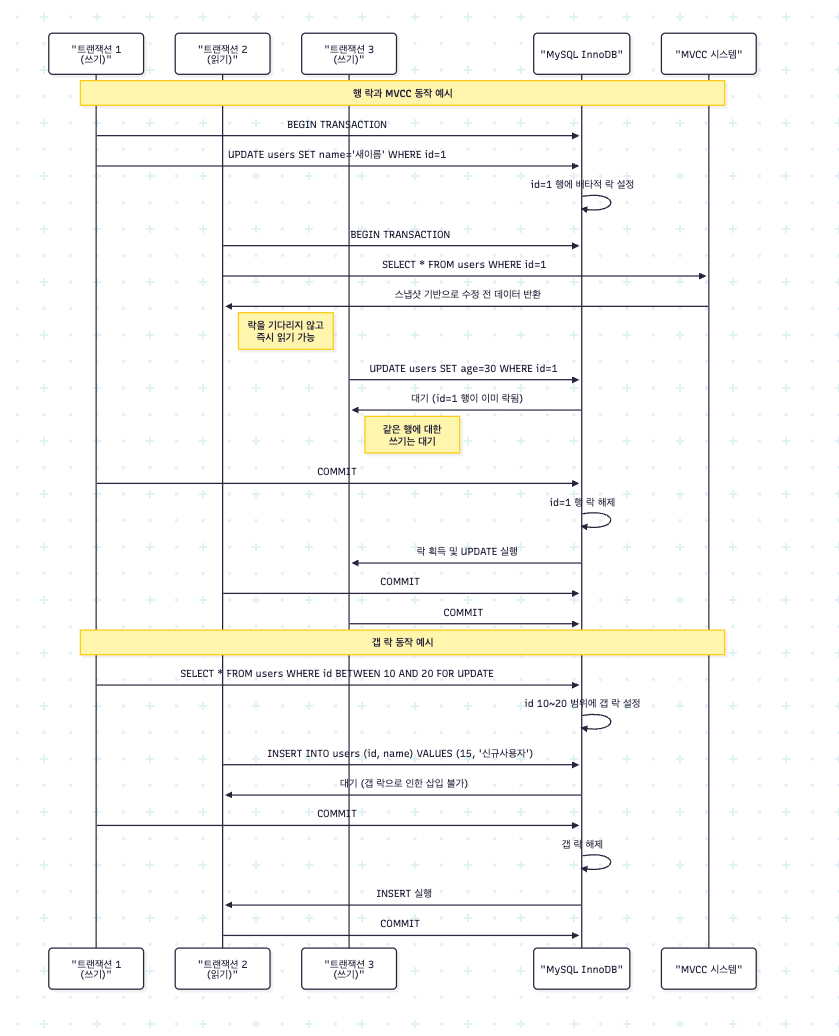 "트랜잭션 1
(쓰기)"
"트랜잭션 2
(읽기)"
"트랜잭션 3
(쓰기)"
"MySQL InnoDB"
"MVCC 시스템"
행 락과 MVCC 동작 예시
BEGIN TRANSACTION
UPDATE users SET name='새이름' WHERE id=1
id=1 행에 배타적 락 설정
BEGIN TRANSACTION
SELECT * FROM users WHERE id=1
스냅샷 기반으로 수정 전 데이터 반환
락을 기다리지 않고
즉시 읽기 가능
UPDATE users SET age=30 WHERE id=1
대기 (id=1 행이 이미 락됨)
같은 행에 대한
쓰기는 대기
COMMIT
id=1 행 락 해제
락 획득 및 UPDATE 실행
COMMIT
COMMIT
갭 락 동작 예시
SELECT * FROM users WHERE id BETWEEN 10 AND 20 FOR UPDATE
id 10~20 범위에 갭 락 설정
INSERT INTO users (id, name) VALUES (15, '신규사용자')
대기 (갭 락으로 인한 삽입 불가)
COMMIT
갭 락 해제
INSERT 실행
COMMIT
"트랜잭션 1
(쓰기)"
"트랜잭션 2
(읽기)"
"트랜잭션 3
(쓰기)"
"MySQL InnoDB"
"MVCC 시스템"